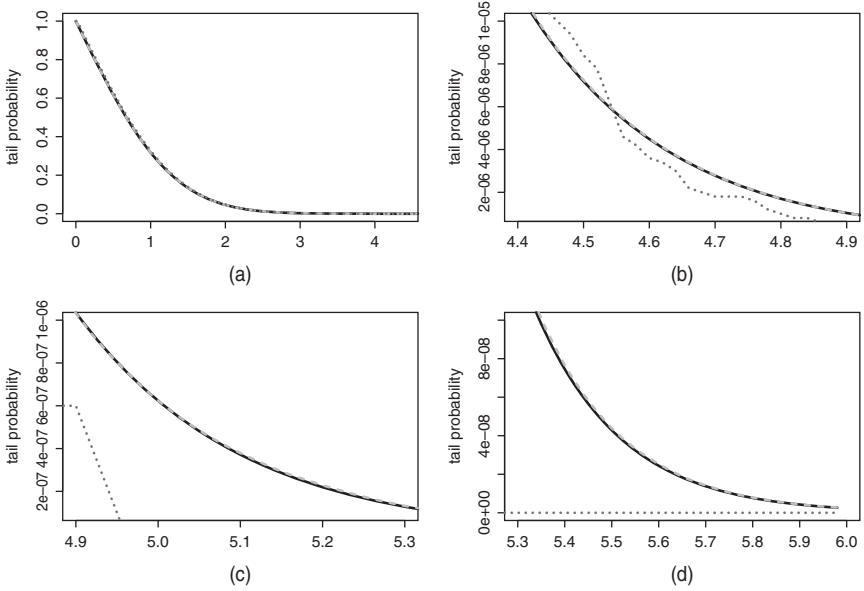 tail probability
0.0 0.2 0.4 0.6 0.8 1.0
0 1 2 3 4
(a)
tail probability
2e−06 4e−06 6e−06 8e−06 1e−05
4.4 4.5 4.6 4.7 4.8 4.9
(b)
tail probability
2e−07 4e−07 6e−07 8e−07 1e−06
4.9 5.0 5.1 5.2 5.3
(c)
tail probability
0e+00 4e−08 8e−08
5.3 5.4 5.5 5.6 5.7 5.8 5.9 6.0
(d)